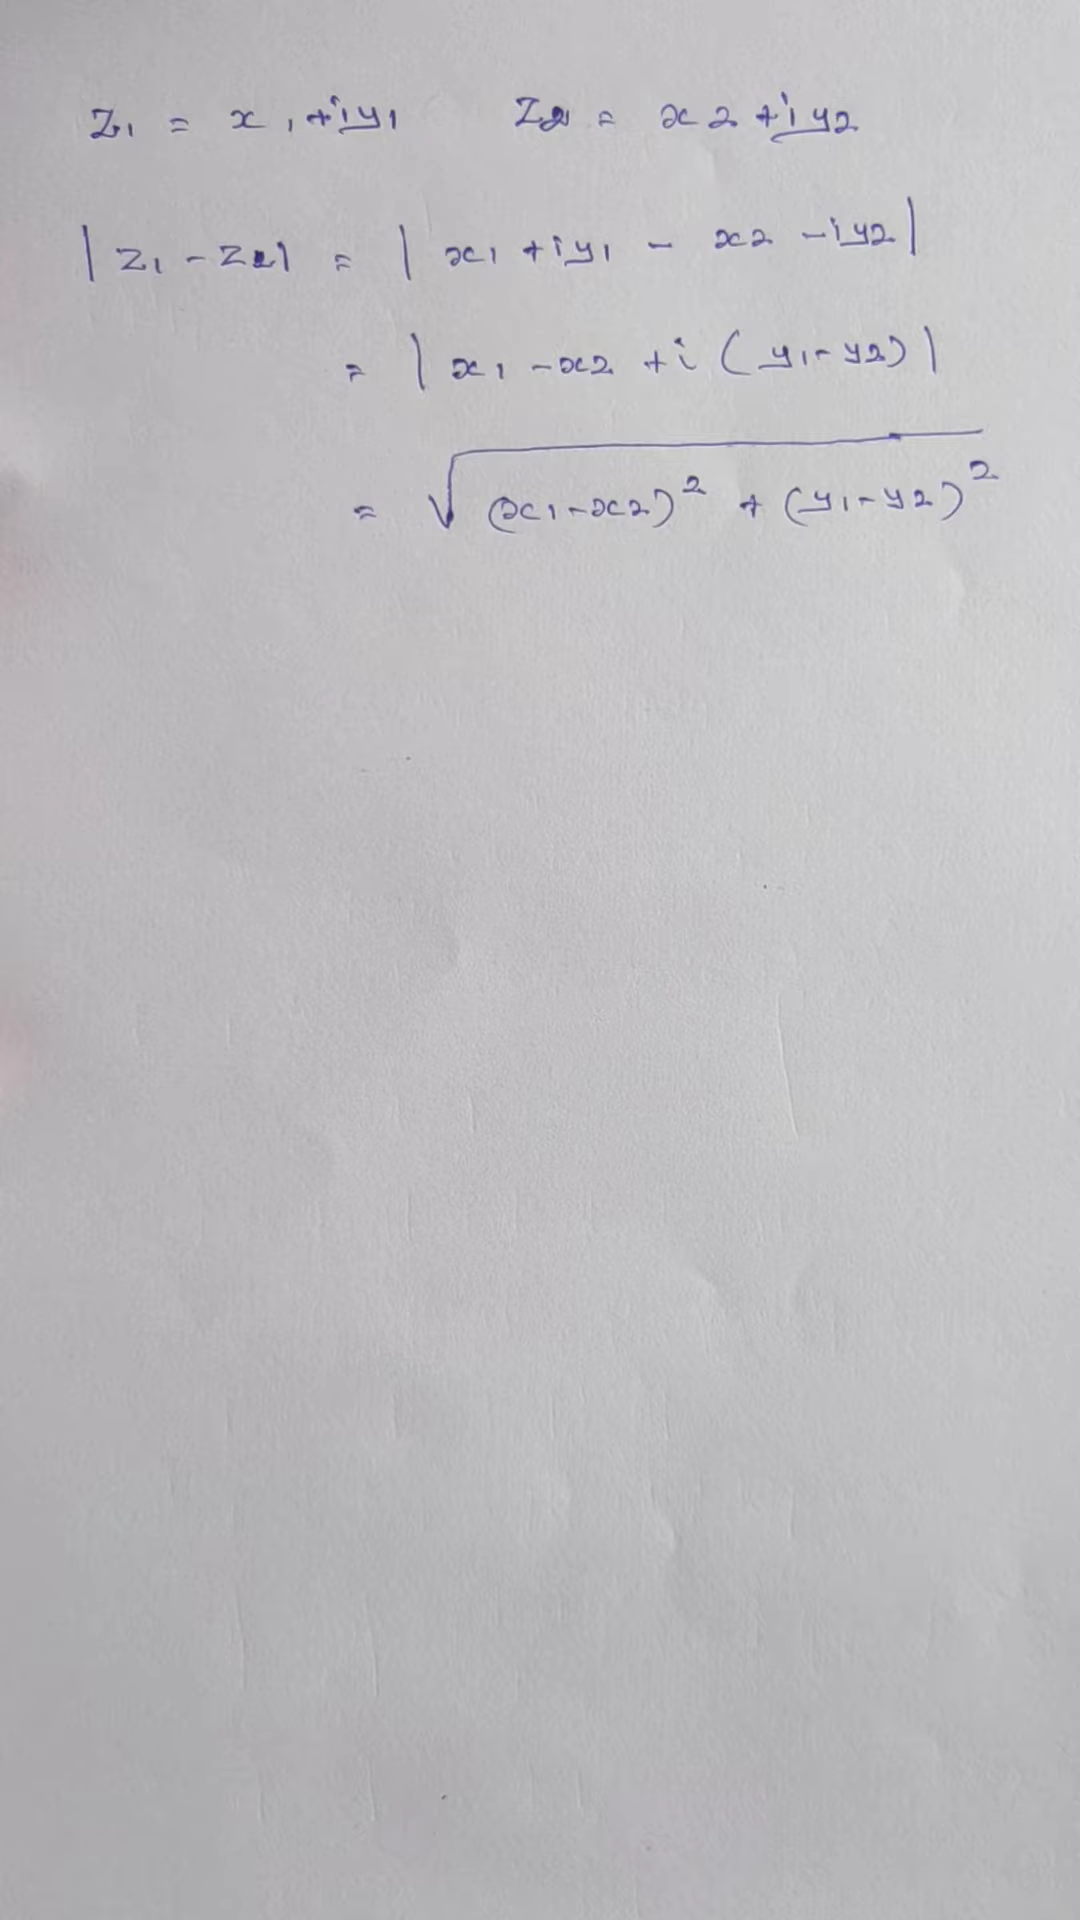 z₁ = x₁ + iy₁    z₂ = x₂ + iy₂
|z₁ - z₂| = |x₁ + iy₁ - x₂ - iy₂|
= |x₁ - x₂ + i(y₁ - y₂)|
= √((x₁ - x₂)² + (y₁ - y₂)²)